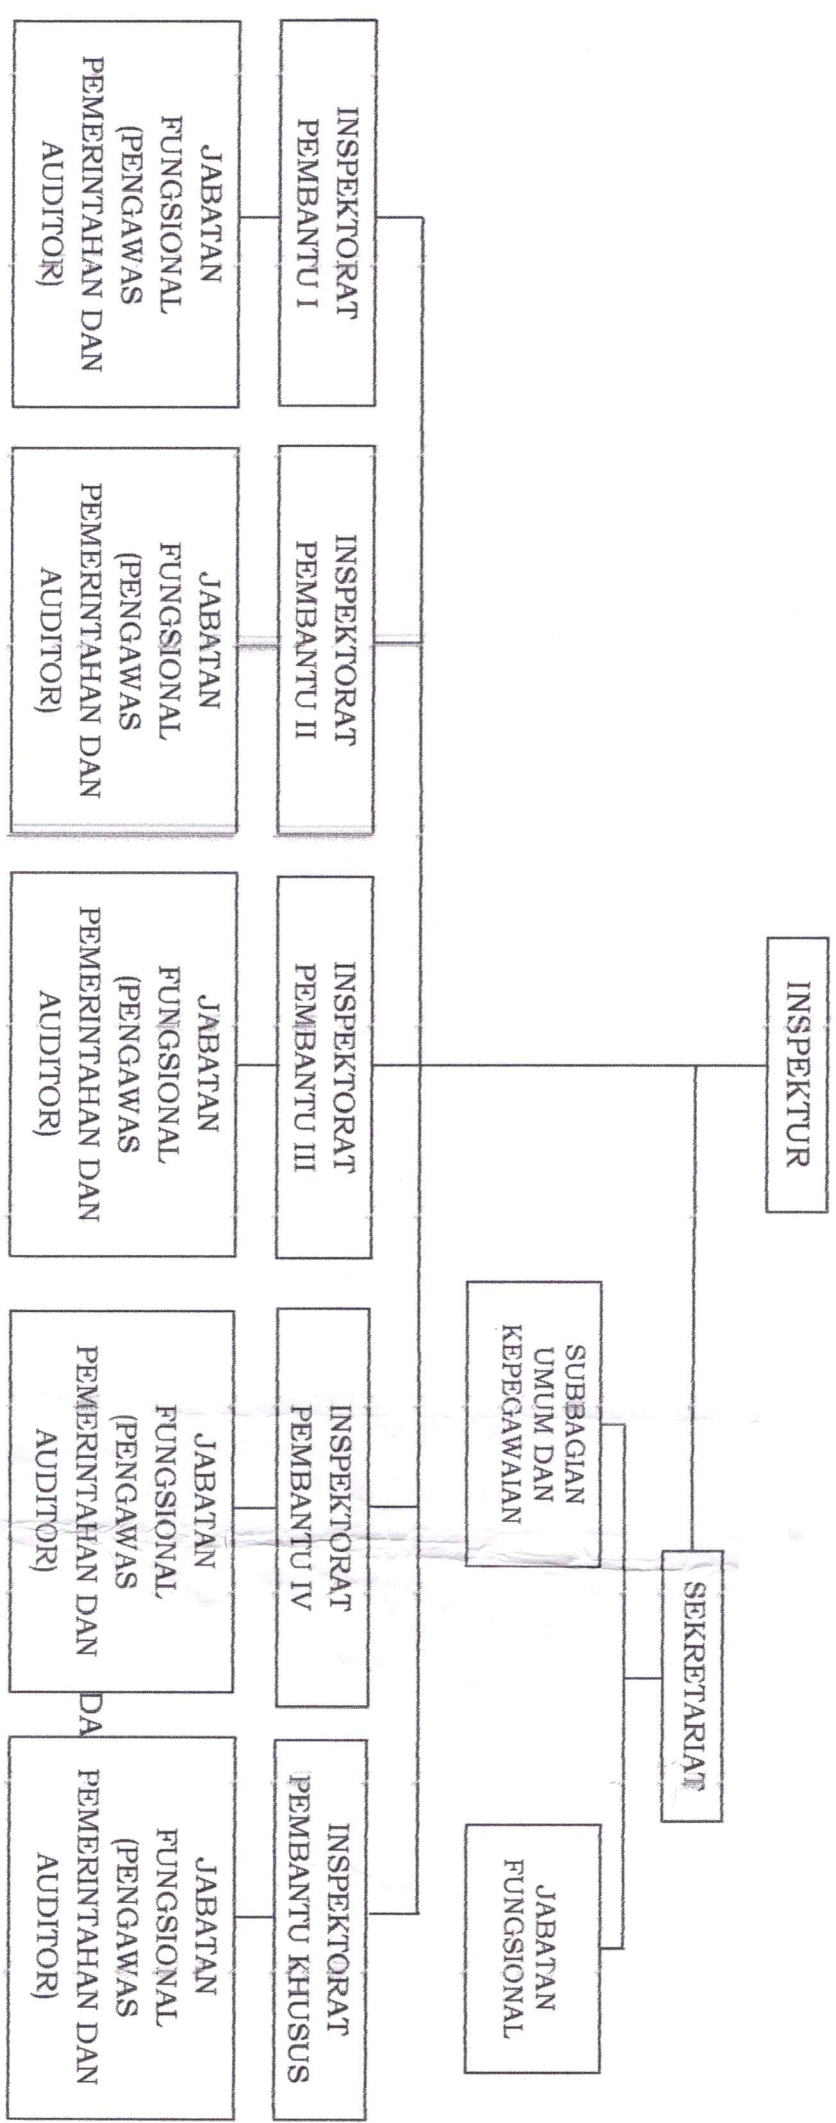 INSPEKTUR
SEKRETARIAT
SUBBAGIAN
UMUM DAN
KEPEGAWAIAN
JABATAN
FUNGSIONAL
INSPEKTORAT
PEMBANTU I
INSPEKTORAT
PEMBANTU II
INSPEKTORAT
PEMBANTU III
INSPEKTORAT
PEMBANTU IV
INSPEKTORAT
PEMBANTU KHUSUS
JABATAN
FUNGSIONAL
(PENGAWAS
PEMERINTAHAN DAN
AUDITOR)
JABATAN
FUNGSIONAL
(PENGAWAS
PEMERINTAHAN DAN
AUDITOR)
JABATAN
FUNGSIONAL
(PENGAWAS
PEMERINTAHAN DAN
AUDITOR)
JABATAN
FUNGSIONAL
(PENGAWAS
PEMERINTAHAN DAN
AUDITOR)
DA
JABATAN
FUNGSIONAL
(PENGAWAS
PEMERINTAHAN DAN
AUDITOR)